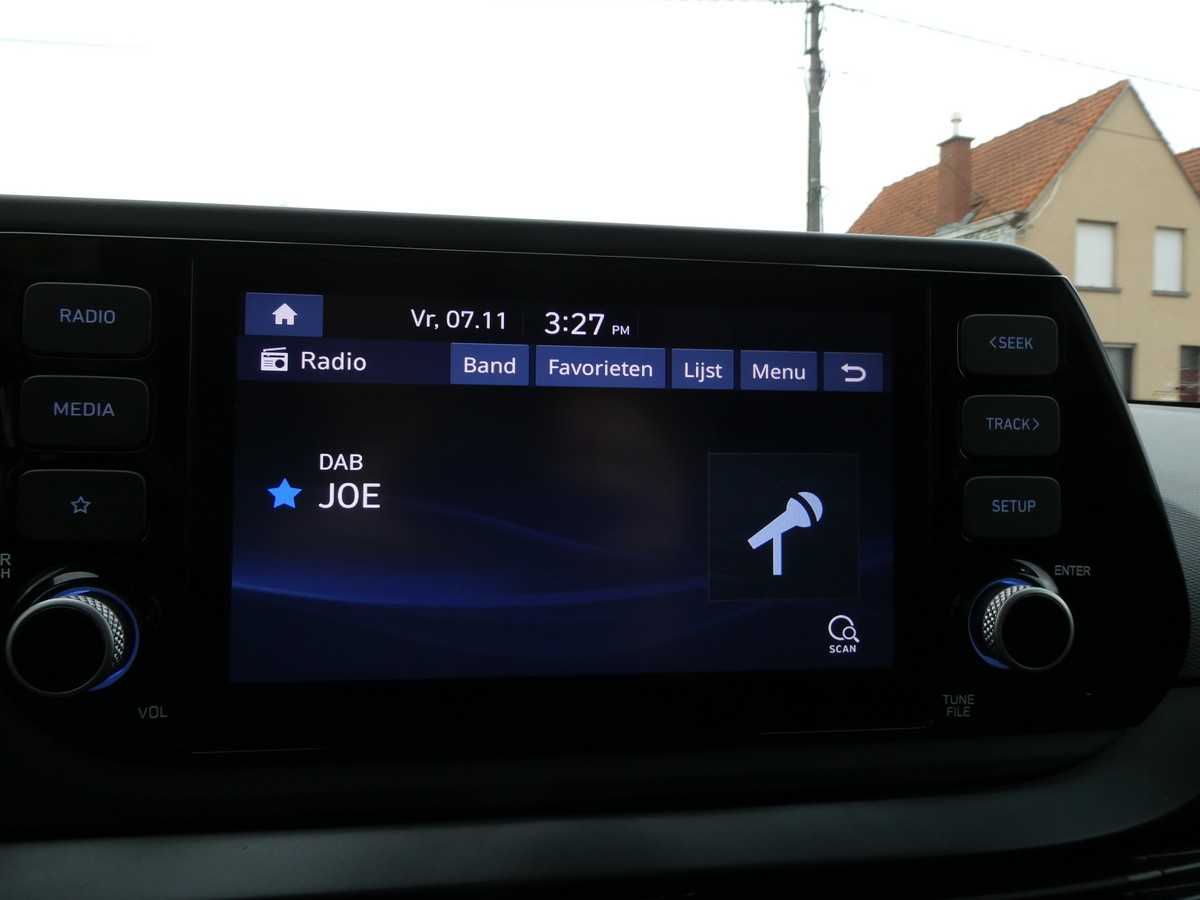 RADIO
MEDIA
R
H
VOL
Vr, 07.11 3:27 PM
Radio Band Favorieten Lijst Menu
DAB
JOE
SCAN
<SEEK
TRACK>
SETUP
ENTER
TUNE
FILE